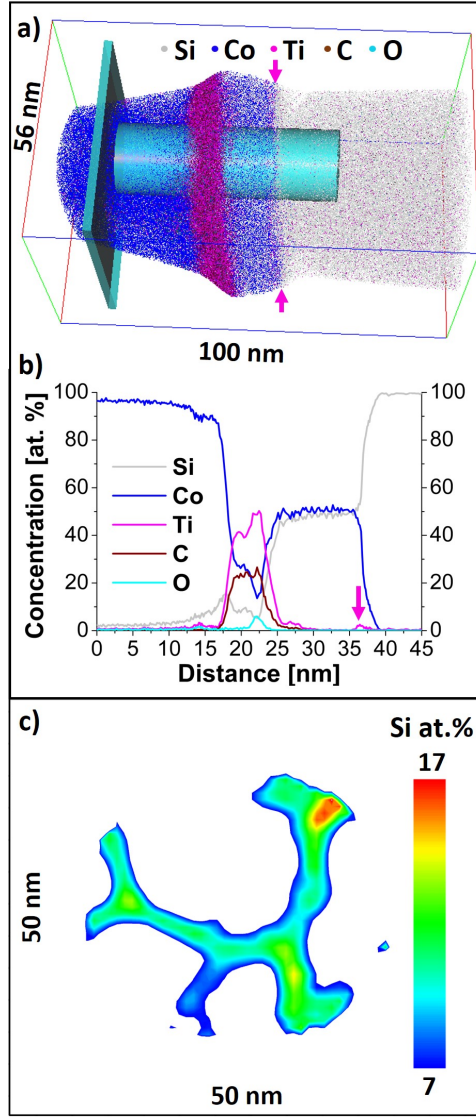 a)
Si Co Ti C O
56 nm
100 nm
b)
Concentration [at. %]
100
80
60
40
20
0
100
80
60
40
20
0
Si
Co
Ti
C
O
0 5 10 15 20 25 30 35 40 45
Distance [nm]
c)
Si at.%
17
7
50 nm
50 nm